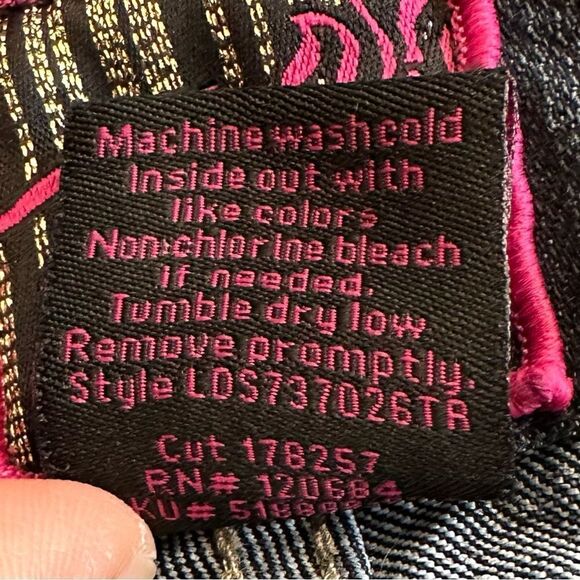 Machine wash cold
Inside out with
like colors
Non-chlorine bleach
if needed.
Tumble dry low
Remove promptly.
Style LDS737026TR
Cut 178257
RN# 120684